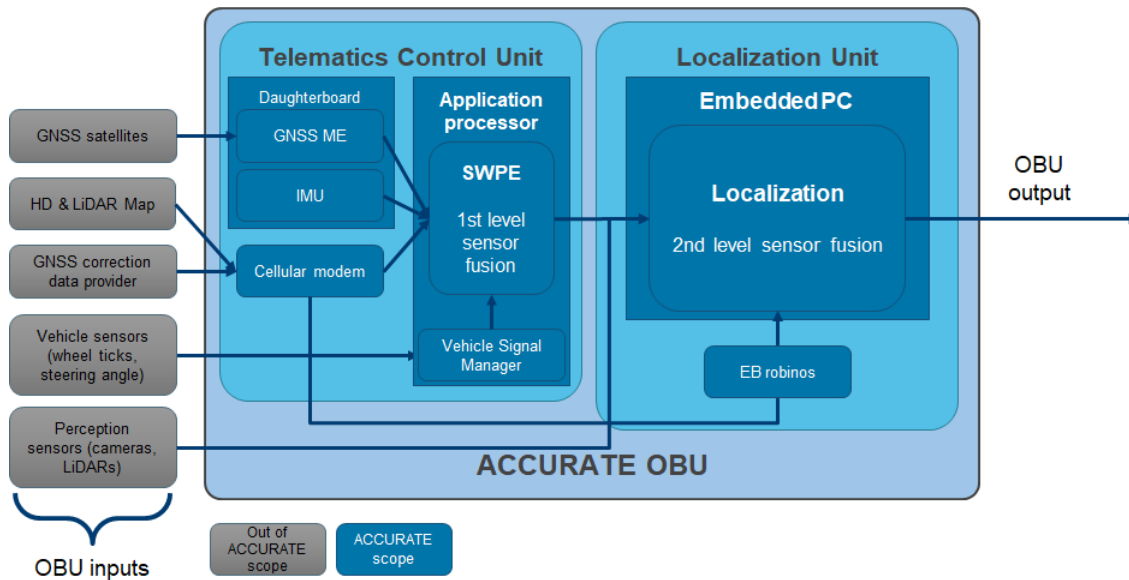 Telematics Control Unit
Localization Unit
Daughterboard
Application
processor
Embedded PC
GNSS satellites
GNSS ME
HD & LiDAR Map
IMU
SWPE
1st level
sensor
fusion
Localization
2nd level sensor fusion
OBU
output
GNSS correction
data provider
Cellular modem
Vehicle sensors
(wheel ticks,
steering angle)
Vehicle Signal
Manager
EB robinos
Perception
sensors (cameras,
LiDARs)
ACCURATE OBU
OBU inputs
Out of
ACCURATE
scope
ACCURATE
scope